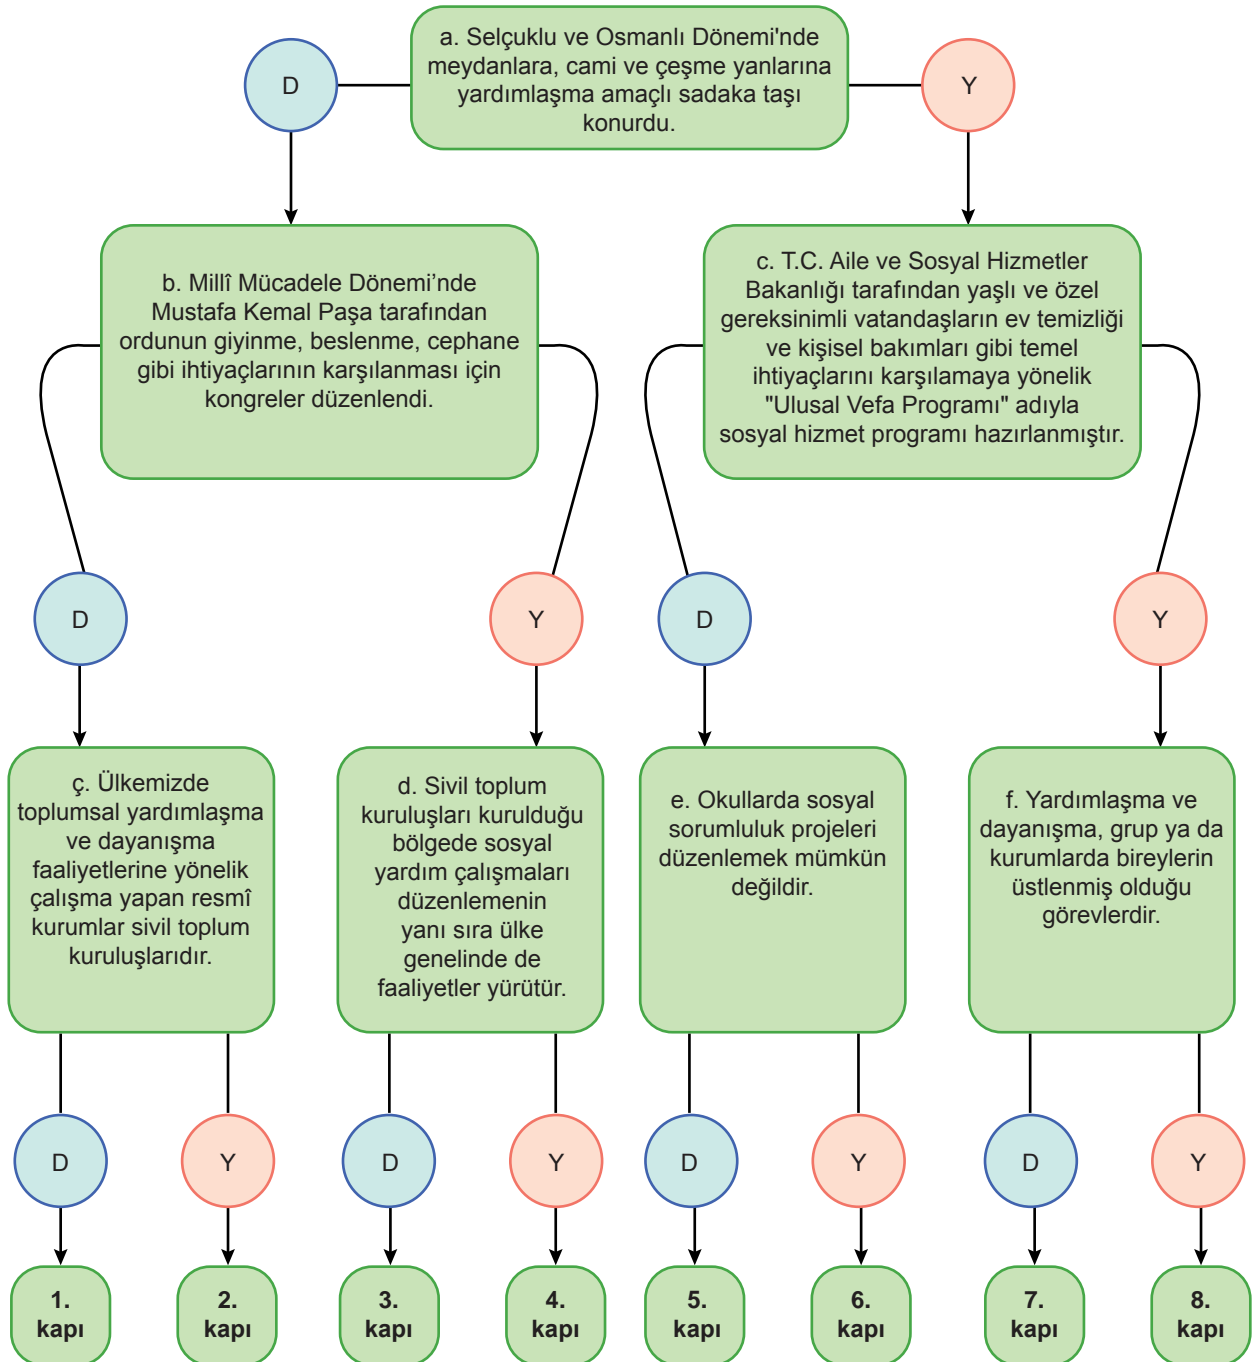 a. Selçuklu ve Osmanlı Dönemi'nde
meydanlara, cami ve çeşme yanlarına
yardımlaşma amaçlı sadaka taşı
konurdu.
D
Y
b. Millî Mücadele Dönemi’nde
Mustafa Kemal Paşa tarafından
ordunun giyinme, beslenme, cephane
gibi ihtiyaçlarının karşılanması için
kongreler düzenlendi.
c. T.C. Aile ve Sosyal Hizmetler
Bakanlığı tarafından yaşlı ve özel
gereksinimli vatandaşların ev temizliği
ve kişisel bakımları gibi temel
ihtiyaçlarını karşılamaya yönelik
"Ulusal Vefa Programı" adıyla
sosyal hizmet programı hazırlanmıştır.
D
Y
D
Y
ç. Ülkemizde
toplumsal yardımlaşma
ve dayanışma
faaliyetlerine yönelik
çalışma yapan resmî
kurumlar sivil toplum
kuruluşlarıdır.
d. Sivil toplum
kuruluşları kurulduğu
bölgede sosyal
yardım çalışmaları
düzenlemenin
yanı sıra ülke
genelinde de
faaliyetler yürütür.
e. Okullarda sosyal
sorumluluk projeleri
düzenlemek mümkün
değildir.
f. Yardımlaşma ve
dayanışma, grup ya da
kurumlarda bireylerin
üstlenmiş olduğu
görevlerdir.
D
Y
D
Y
D
Y
D
Y
1.
kapı
2.
kapı
3.
kapı
4.
kapı
5.
kapı
6.
kapı
7.
kapı
8.
kapı